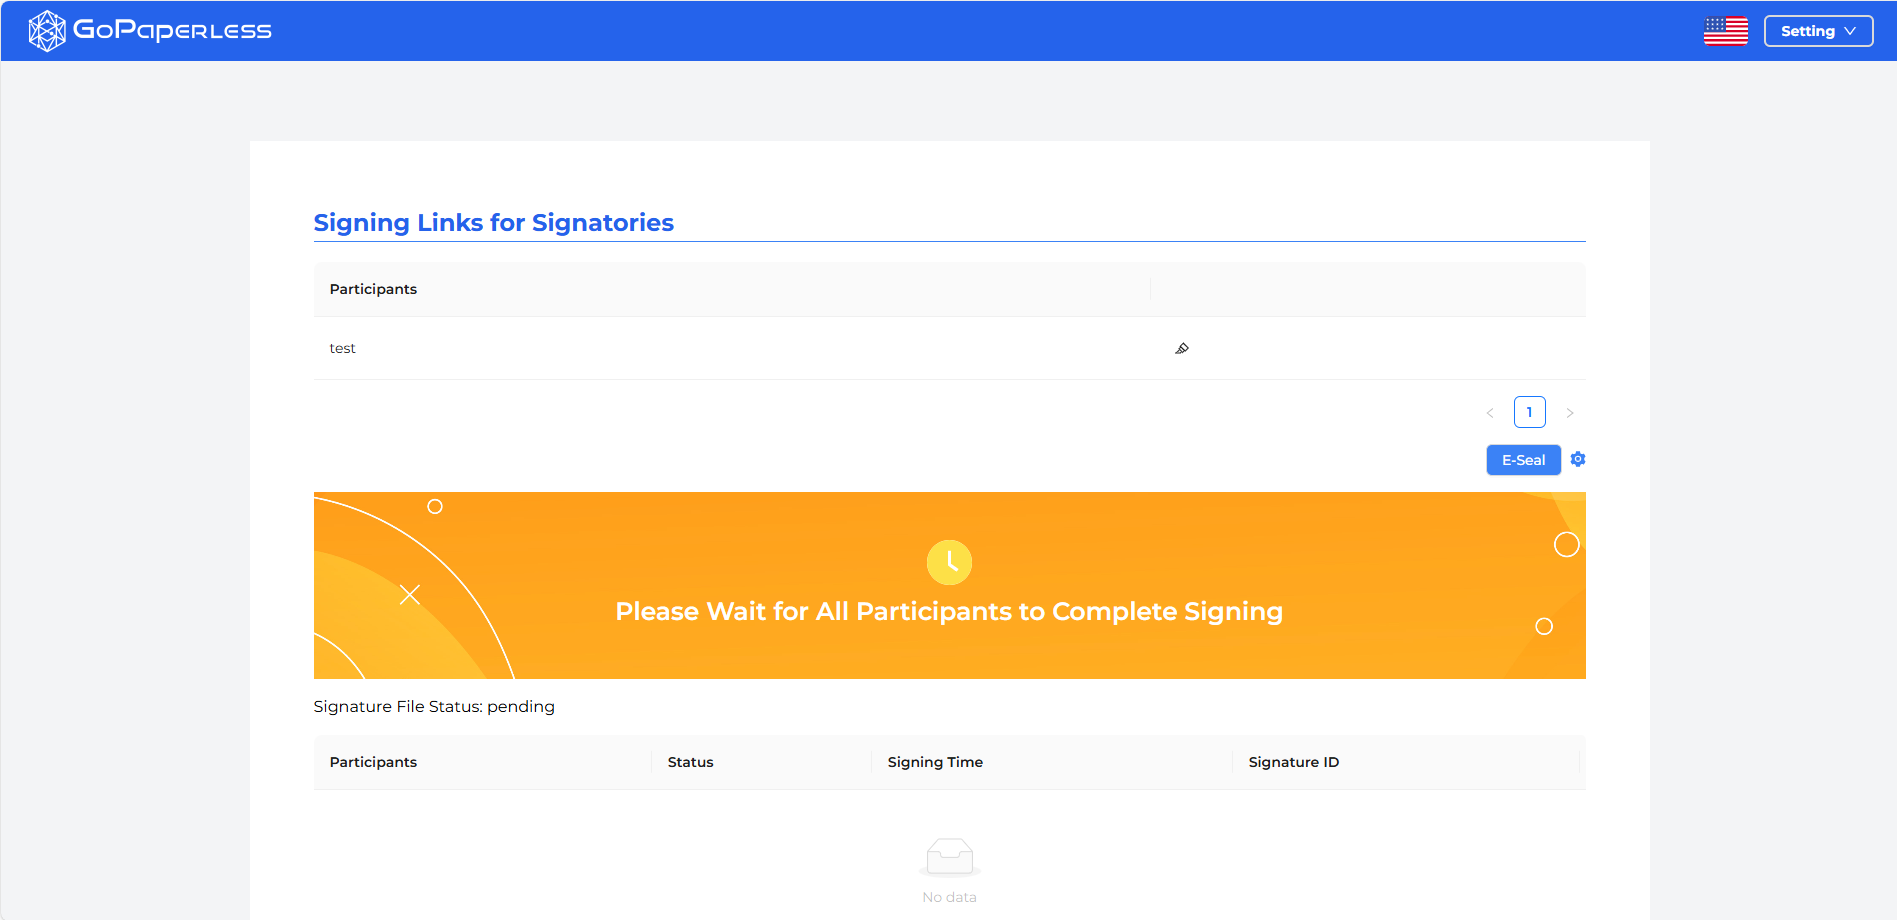 GoPaperless
Setting
Signing Links for Signatories
Participants
test
1
E-Seal
Please Wait for All Participants to Complete Signing
Signature File Status: pending
Participants Status Signing Time Signature ID
No data